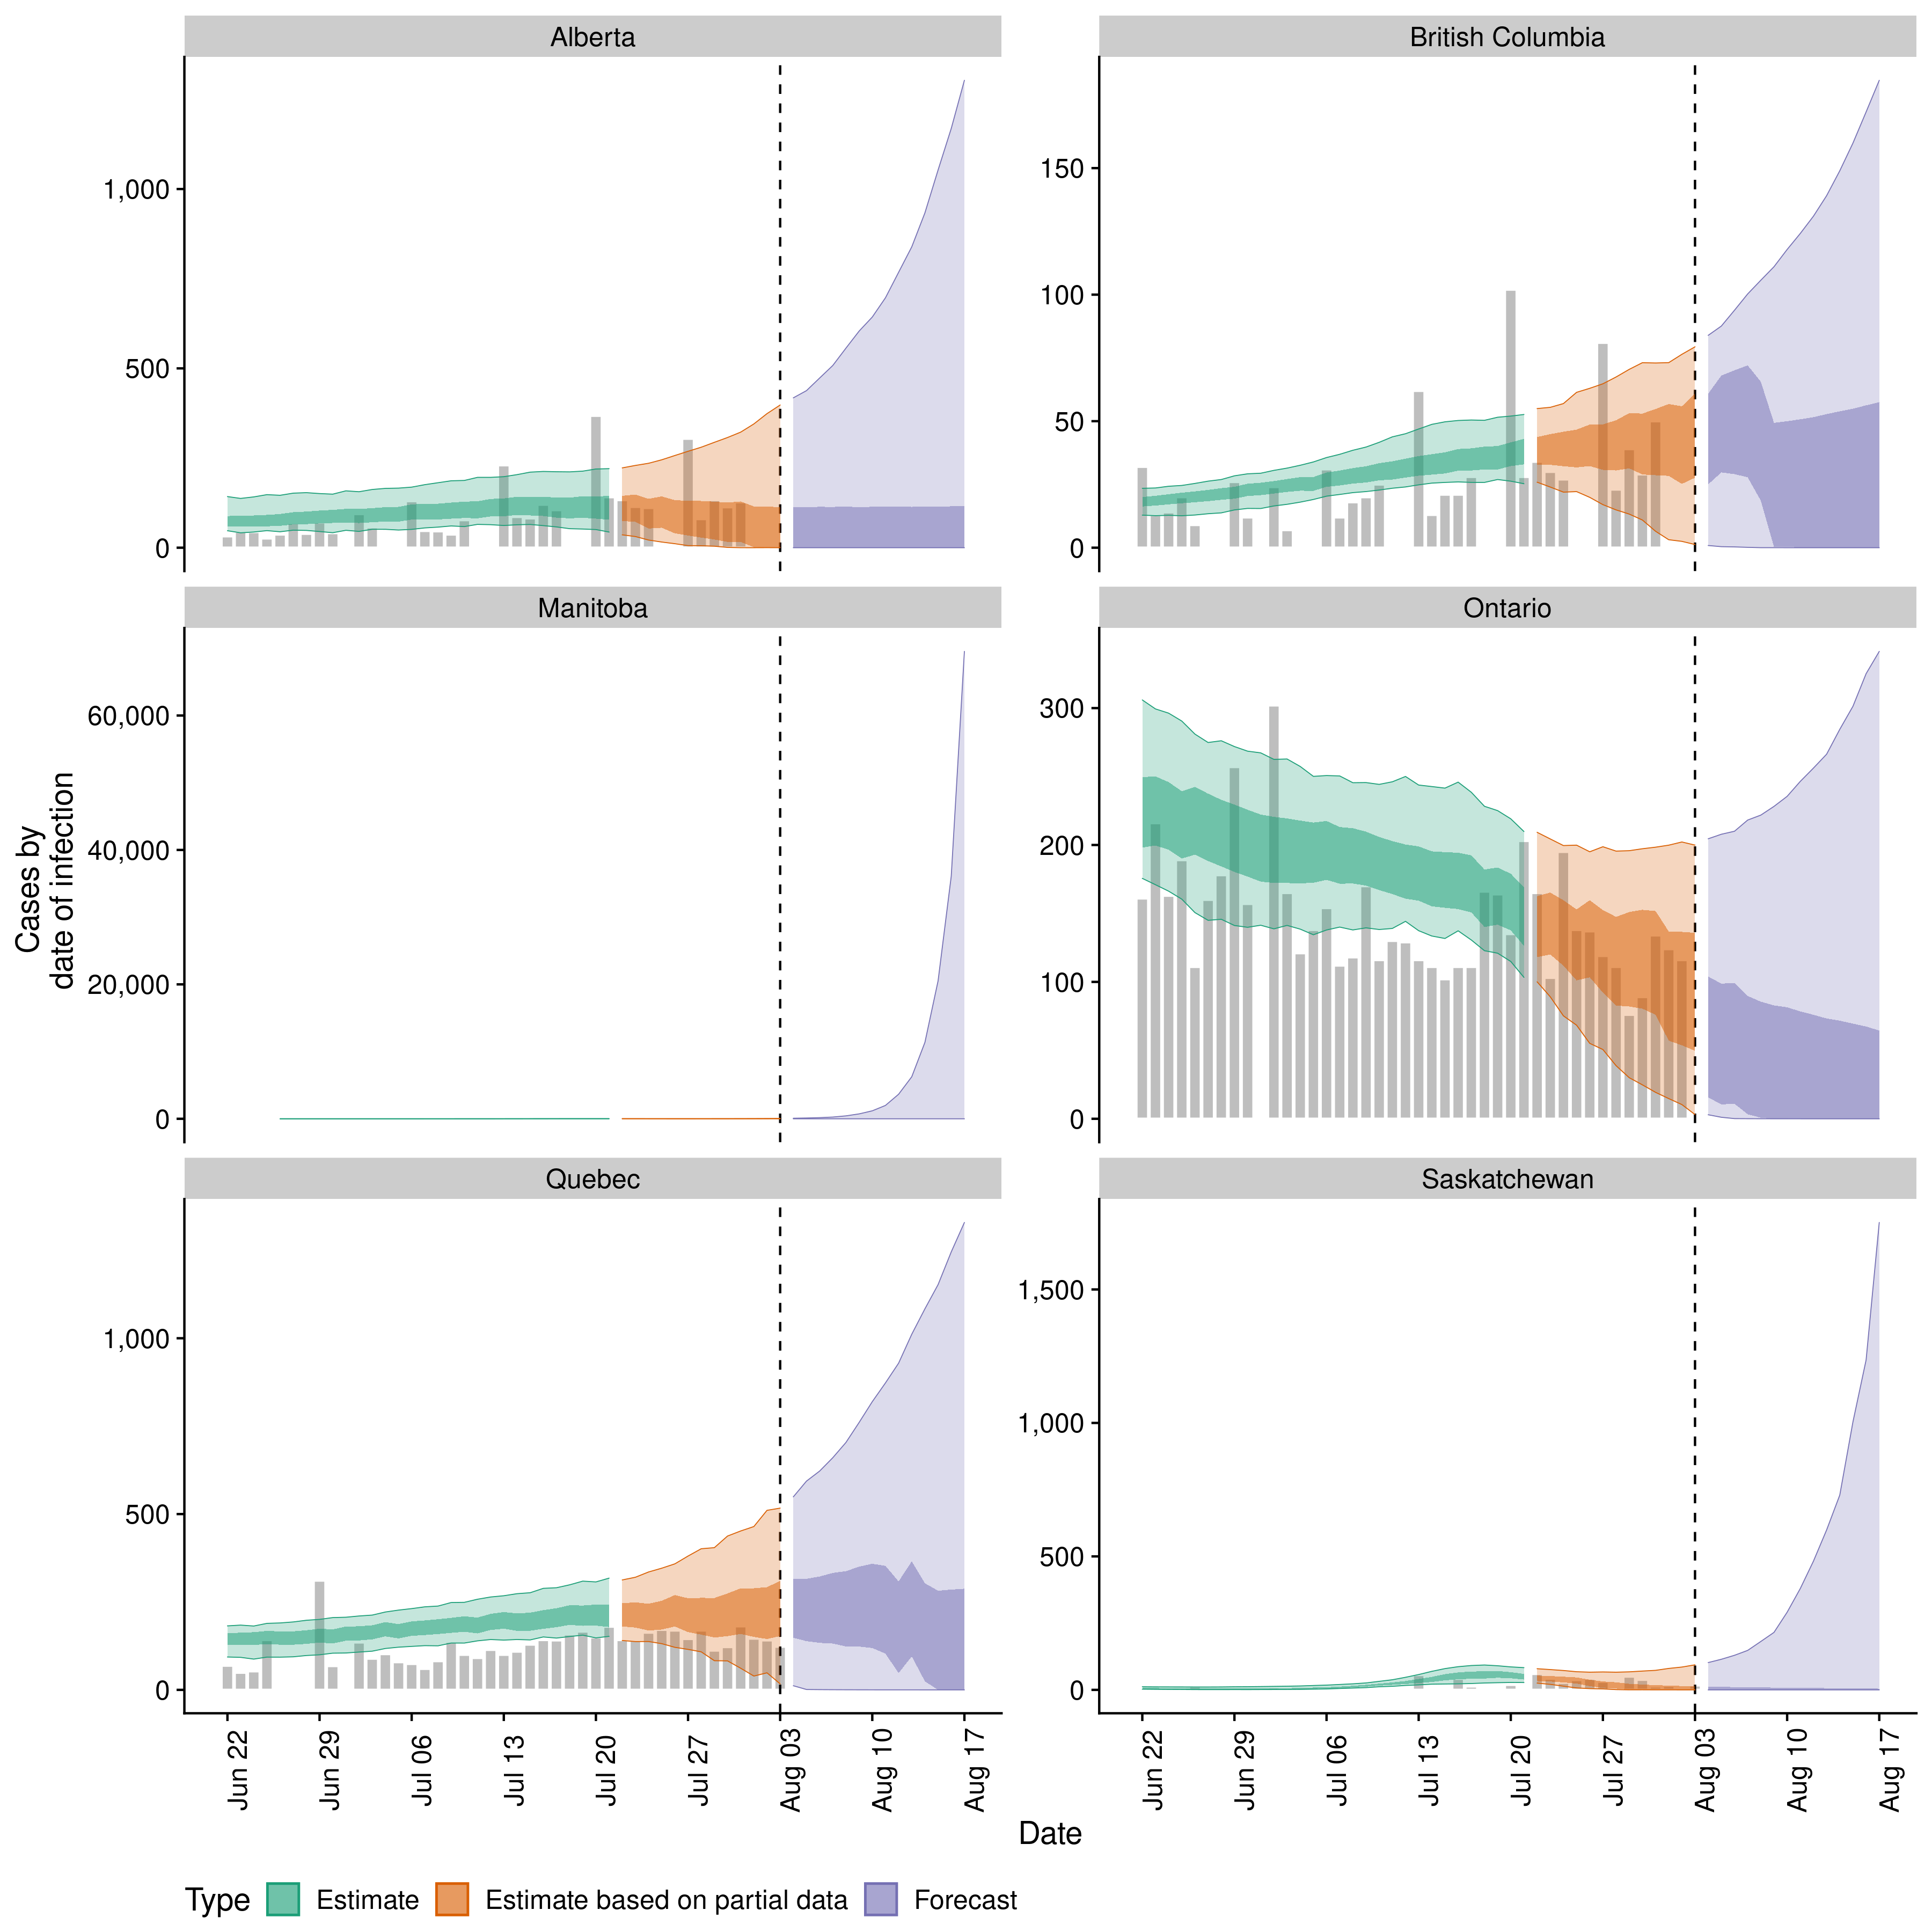 Alberta
British Columbia
1,000
500
0
150
100
50
0
Manitoba
Ontario
60,000
40,000
20,000
0
300
200
100
0
Cases by
date of infection
Quebec
Saskatchewan
1,000
500
0
1,500
1,000
500
0
Jun 22
Jun 29
Jul 06
Jul 13
Jul 20
Jul 27
Aug 03
Aug 10
Aug 17
Jun 22
Jun 29
Jul 06
Jul 13
Jul 20
Jul 27
Aug 03
Aug 10
Aug 17
Date
Type Estimate Estimate based on partial data Forecast